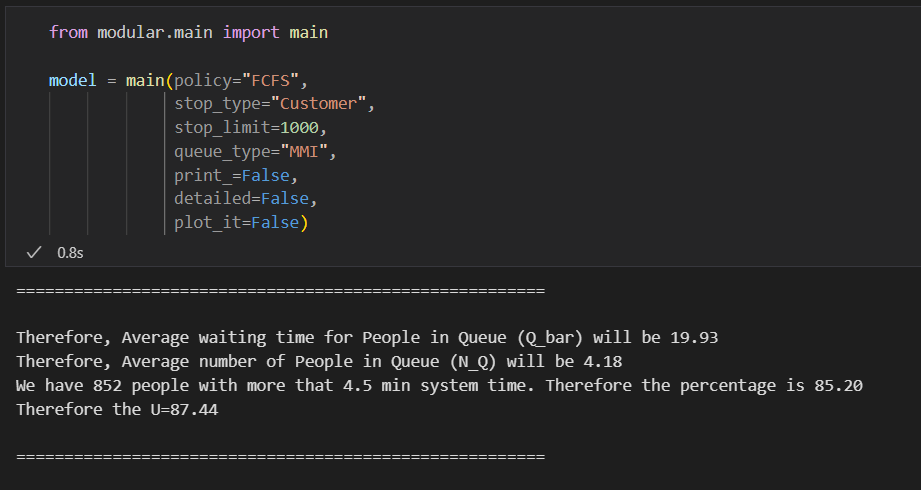 from modular.main import main
model = main(policy="FCFS",
stop_type="Customer",
stop_limit=1000,
queue_type="MMI",
print_=False,
detailed=False,
plot_it=False)
0.8s
=======================================================
Therefore, Average waiting time for People in Queue (Q_bar) will be 19.93
Therefore, Average number of People in Queue (N_Q) will be 4.18
We have 852 people with more that 4.5 min system time. Therefore the percentage is 85.20
Therefore the U=87.44
=======================================================